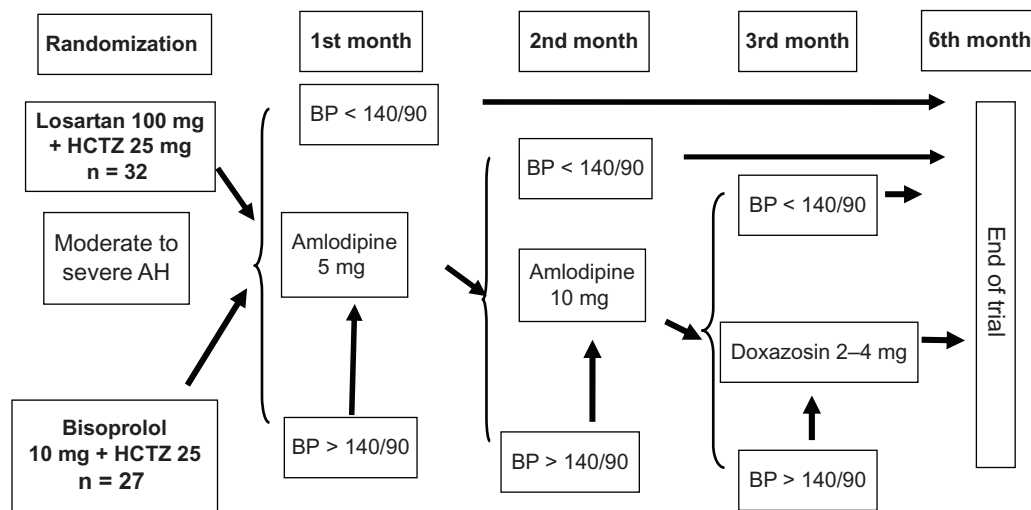 Randomization
1st month
2nd month
3rd month
6th month
Losartan 100 mg
+ HCTZ 25 mg
n = 32
Moderate to
severe AH
Bisoprolol
10 mg + HCTZ 25
n = 27
BP < 140/90
Amlodipine
5 mg
BP > 140/90
BP < 140/90
Amlodipine
10 mg
BP > 140/90
BP < 140/90
Doxazosin 2–4 mg
BP > 140/90
End of trial